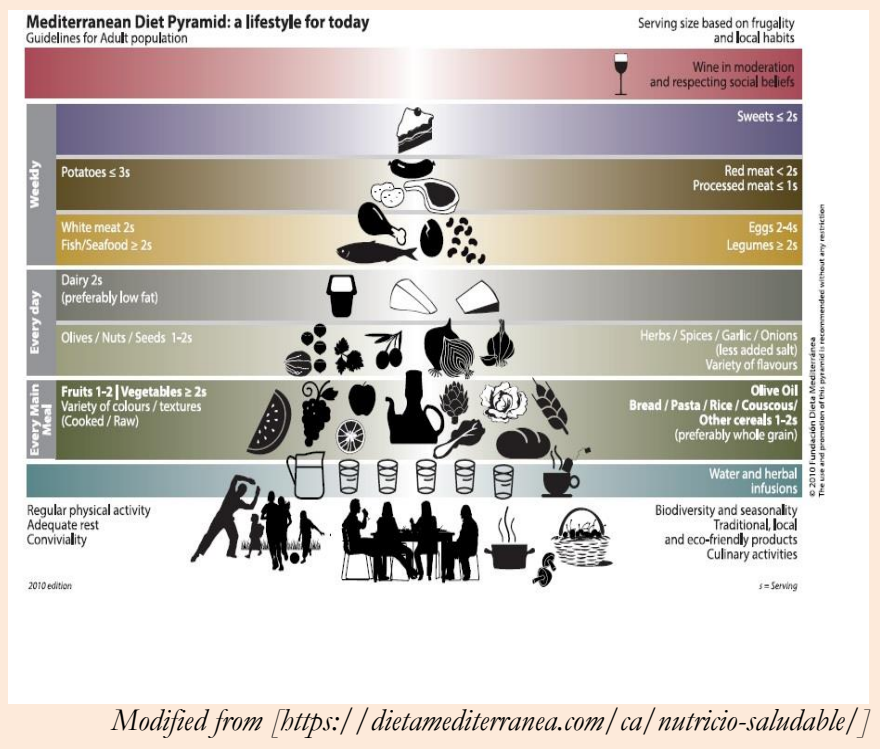 Mediterranean Diet Pyramid: a lifestyle for today
Guidelines for Adult population
Serving size based on frugality
and local habits
Wine in moderation
and respecting social beliefs
Weekly
Sweets ≤ 2s
Potatoes ≤ 3s
Red meat < 2s
Processed meat ≤ 1s
White meat 2s
Fish/Seafood ≥ 2s
Eggs 2-4s
Legumes ≥ 2s
Every day
Dairy 2s
(preferably low fat)
Olives / Nuts / Seeds 1-2s
Herbs / Spices / Garlic / Onions
(less added salt)
Variety of flavours
Every Main
Meal
Fruits 1-2 | Vegetables ≥ 2s
Variety of colours / textures
(Cooked / Raw)
Olive Oil
Bread / Pasta / Rice / Couscous/
Other cereals 1-2s
(preferably whole grain)
Water and herbal
infusions
Regular physical activity
Adequate rest
Conviviality
Biodiversity and seasonality
Traditional, local
and eco-friendly products
Culinary activities
2010 edition
s = Serving
© 2010 Fundación Dieta Mediterránea
The use and promotion of this pyramid is recommended without any restriction
Modified from [https://dietamediterranea.com/ca/nutricio-saludable/]